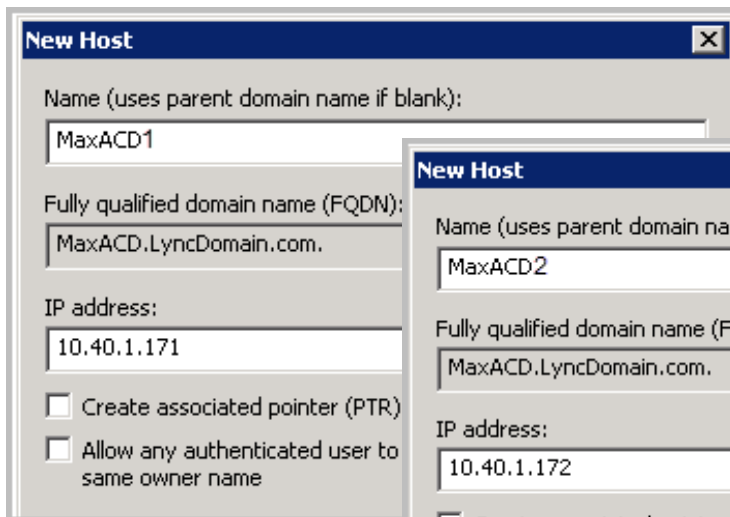 New Host
Name (uses parent domain name if blank):
MaxACD1
Fully qualified domain name (FQDN):
MaxACD.LyncDomain.com.
IP address:
10.40.1.171
Create associated pointer (PTR)
Allow any authenticated user to
same owner name
New Host
Name (uses parent domain na
MaxACD2
Fully qualified domain name (F
MaxACD.LyncDomain.com.
IP address:
10.40.1.172